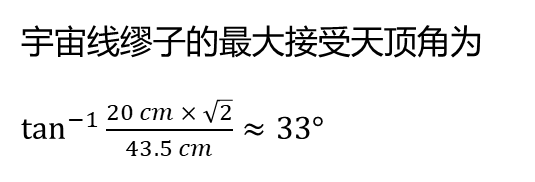 宇宙线缪子的最大接受天顶角为
tan⁻¹ (20 cm × √2)/(43.5 cm) ≈ 33°